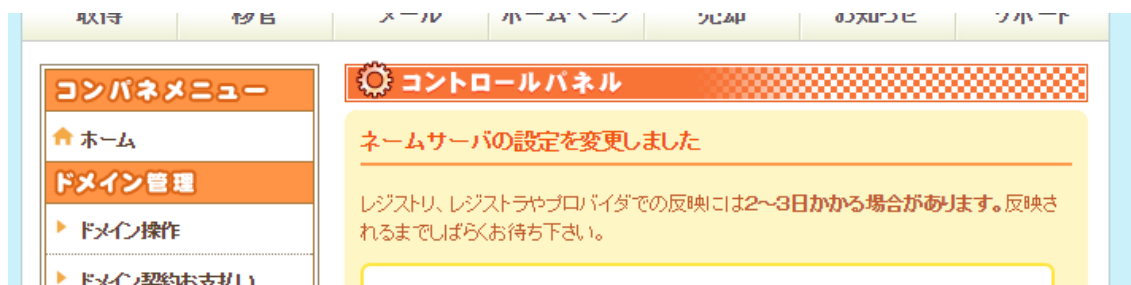 取得 移管 メール ホームページ 売却 お知らせ サポート
コンパネメニュー
ホーム
ドメイン管理
ドメイン操作
ドメイン契約お支払い
コントロールパネル
ネームサーバの設定を変更しました
レジストリ、レジストラやプロバイダでの反映には2～3日かかる場合があります。反映さ
れるまでしばらくお待ち下さい。